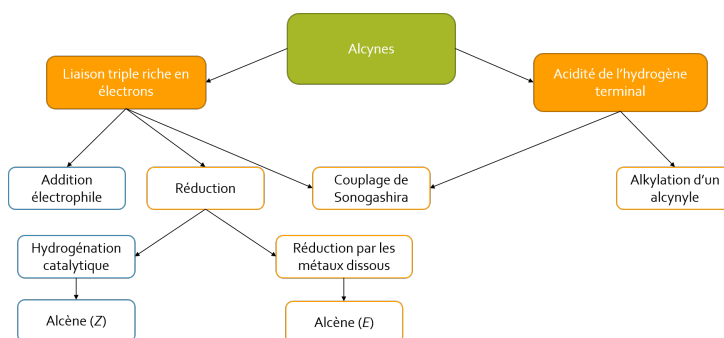 Alcynes
Liaison triple riche en
électrons
Acidité de l’hydrogène
terminal
Addition
électrophile
Réduction
Couplage de
Sonogashira
Alkylation d’un
alcynyle
Hydrogénation
catalytique
Réduction par les
métaux dissous
Alcène (Z)
Alcène (E)